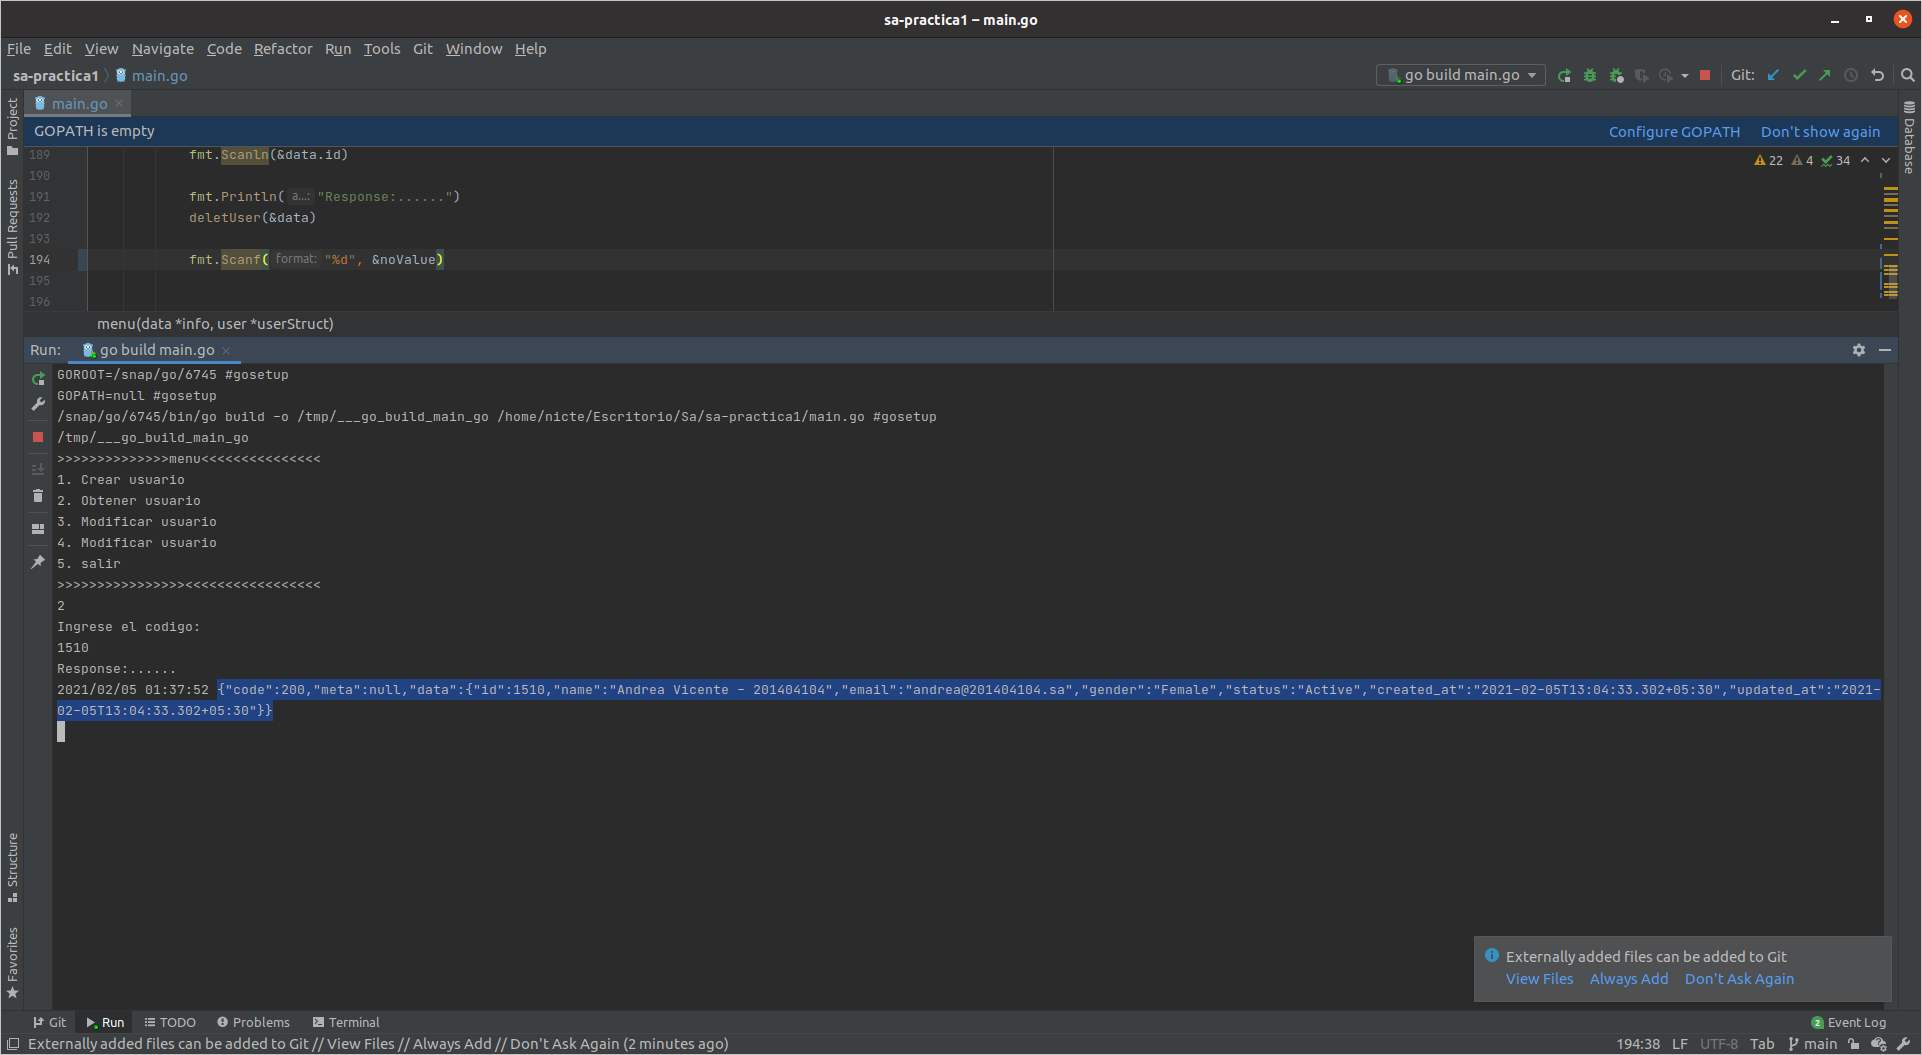 sa-practica1 – main.go
File Edit View Navigate Code Refactor Run Tools Git Window Help
sa-practica1 main.go
go build main.go
Git:
main.go
GOPATH is empty
Configure GOPATH Don't show again
189 fmt.Scanln(&data.id)
22 4 34
190
191 fmt.Println( a...: "Response:......")
192 deletUser(&data)
193
194 fmt.Scanf( format: "%d", &noValue)
195
196
menu(data *info, user *userStruct)
Run: go build main.go
GOROOT=/snap/go/6745 #gosetup
GOPATH=null #gosetup
/snap/go/6745/bin/go build -o /tmp/___go_build_main_go /home/nicte/Escritorio/Sa/sa-practica1/main.go #gosetup
/tmp/___go_build_main_go
>>>>>>>>>>>>>>menu<<<<<<<<<<<<<<<
1. Crear usuario
2. Obtener usuario
3. Modificar usuario
4. Modificar usuario
5. salir
>>>>>>>>>>>>>>>><<<<<<<<<<<<<<<<<
2
Ingrese el codigo:
1510
Response:......
2021/02/05 01:37:52 {"code":200,"meta":null,"data":{"id":1510,"name":"Andrea Vicente - 201404104","email":"andrea@201404104.sa","gender":"Female","status":"Active","created_at":"2021-02-05T13:04:33.302+05:30","updated_at":"2021-
02-05T13:04:33.302+05:30"}}
Project
Pull Requests
Structure
Favorites
Database
Externally added files can be added to Git
View Files Always Add Don't Ask Again
Git Run TODO Problems Terminal
2 Event Log
Externally added files can be added to Git // View Files // Always Add // Don't Ask Again (2 minutes ago)
194:38 LF UTF-8 Tab main